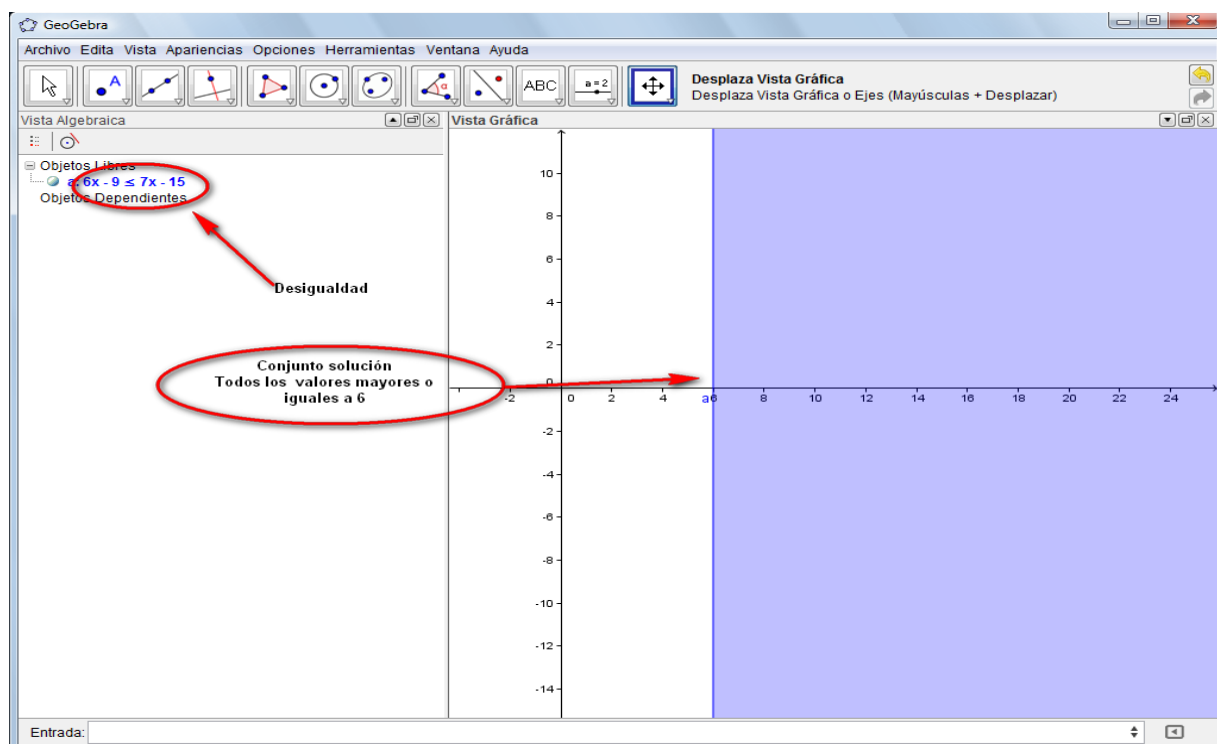 GeoGebra
Archivo Edita Vista Apariencias Opciones Herramientas Ventana Ayuda
A
α
ABC
a=2
Desplaza Vista Gráfica
Desplaza Vista Gráfica o Ejes (Mayúsculas + Desplazar)
Vista Algebraica
Vista Gráfica
Objetos Libres
a: 6x - 9 ≤ 7x - 15
Objetos Dependientes
Desigualdad
Conjunto solución
Todos los valores mayores o
iguales a 6
10
8
6
4
2
0
-2 0 2 4 a6 8 10 12 14 16 18 20 22 24
-2
-4
-6
-8
-10
-12
-14
Entrada: